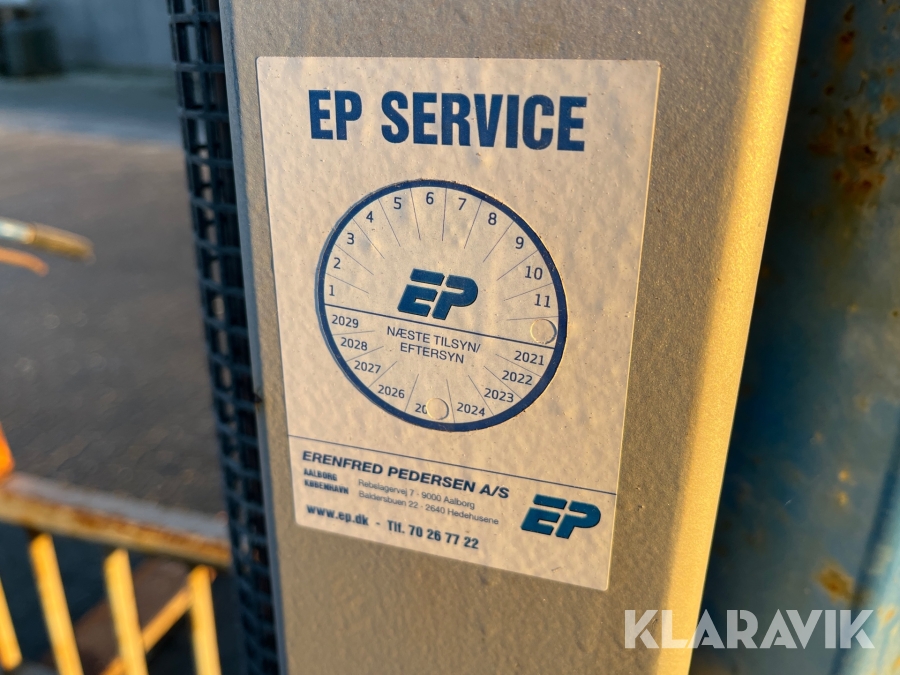 EP SERVICE
1
2
3
4
5
6
7
8
9
10
11
EP
NÆSTE TILSYN/
EFTERSYN
2029
2028
2027
2026
2024
2023
2022
2021
ERENFRED PEDERSEN A/S
AALBORG Rebelagervej 7 - 9000 Aalborg
KØBENHAVN Baldersbuen 22 - 2640 Hedehusene
www.ep.dk - Tlf. 70 26 77 22
EP
KLARAVIK